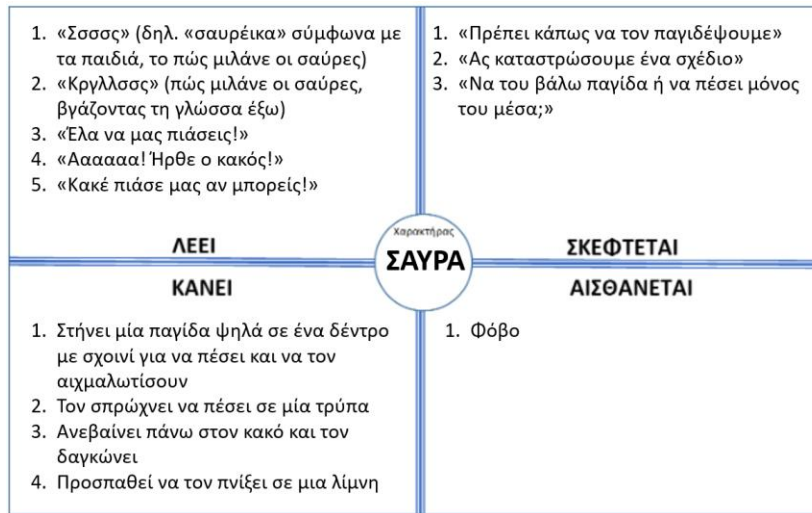 1. «Σσσσς» (δηλ. «σαυρέικα» σύμφωνα με
τα παιδιά, το πώς μιλάνε οι σαύρες)
2. «Κργλλσσς» (πώς μιλάνε οι σαύρες,
βγάζοντας τη γλώσσα έξω)
3. «Έλα να μας πιάσεις!»
4. «Αααααα! Ήρθε ο κακός!»
5. «Κακέ πιάσε μας αν μπορείς!»
ΛΕΕΙ
1. «Πρέπει κάπως να τον παγιδέψουμε»
2. «Ας καταστρώσουμε ένα σχέδιο»
3. «Να του βάλω παγίδα ή να πέσει μόνος
του μέσα;»
ΣΚΕΦΤΕΤΑΙ
Χαρακτήρας
ΣΑΥΡΑ
ΚΑΝΕΙ
1. Στήνει μία παγίδα ψηλά σε ένα δέντρο
με σχοινί για να πέσει και να τον
αιχμαλωτίσουν
2. Τον σπρώχνει να πέσει σε μία τρύπα
3. Ανεβαίνει πάνω στον κακό και τον
δαγκώνει
4. Προσπαθεί να τον πνίξει σε μια λίμνη
ΑΙΣΘΑΝΕΤΑΙ
1. Φόβο